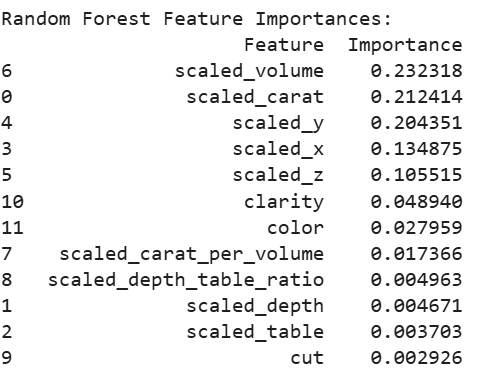 Random Forest Feature Importances:
Feature Importance
6 scaled_volume 0.232318
0 scaled_carat 0.212414
4 scaled_y 0.204351
3 scaled_x 0.134875
5 scaled_z 0.105515
10 clarity 0.048940
11 color 0.027959
7 scaled_carat_per_volume 0.017366
8 scaled_depth_table_ratio 0.004963
1 scaled_depth 0.004671
2 scaled_table 0.003703
9 cut 0.002926